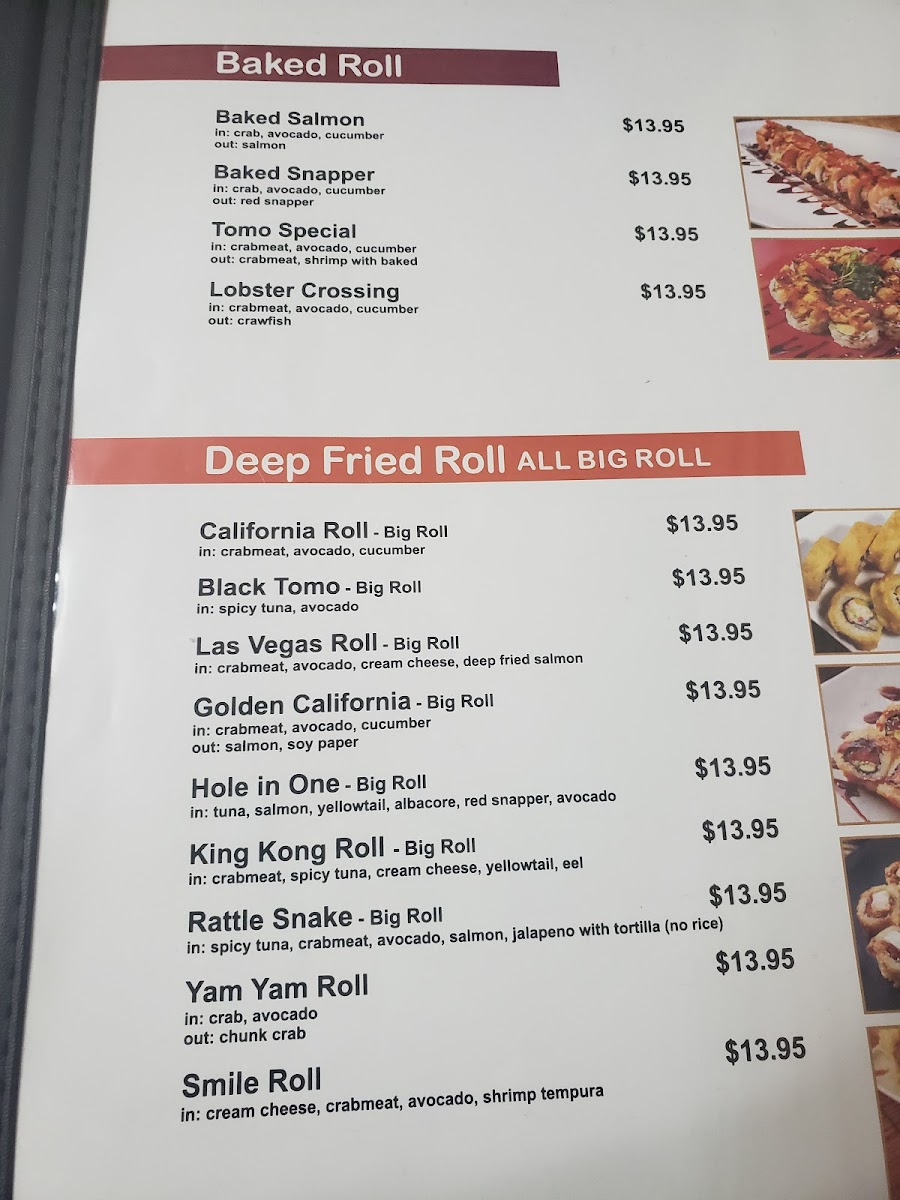 Baked Roll
Baked Salmon $13.95
in: crab, avocado, cucumber
out: salmon
Baked Snapper $13.95
in: crab, avocado, cucumber
out: red snapper
Tomo Special $13.95
in: crabmeat, avocado, cucumber
out: crabmeat, shrimp with baked
Lobster Crossing $13.95
in: crabmeat, avocado, cucumber
out: crawfish
Deep Fried Roll ALL BIG ROLL
California Roll - Big Roll $13.95
in: crabmeat, avocado, cucumber
Black Tomo - Big Roll $13.95
in: spicy tuna, avocado
Las Vegas Roll - Big Roll $13.95
in: crabmeat, avocado, cream cheese, deep fried salmon
Golden California - Big Roll $13.95
in: crabmeat, avocado, cucumber
out: salmon, soy paper
Hole in One - Big Roll $13.95
in: tuna, salmon, yellowtail, albacore, red snapper, avocado
King Kong Roll - Big Roll $13.95
in: crabmeat, spicy tuna, cream cheese, yellowtail, eel
Rattle Snake - Big Roll $13.95
in: spicy tuna, crabmeat, avocado, salmon, jalapeno with tortilla (no rice)
Yam Yam Roll $13.95
in: crab, avocado
out: chunk crab
Smile Roll $13.95
in: cream cheese, crabmeat, avocado, shrimp tempura